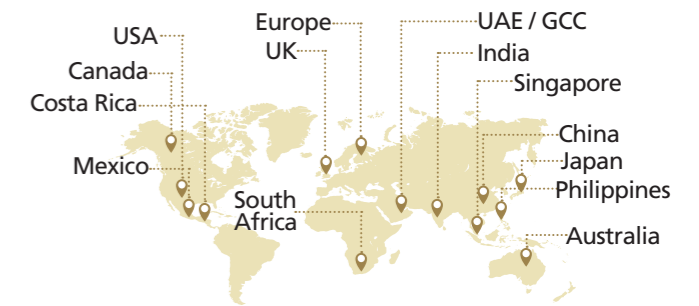 Europe
UAE / GCC
USA
UK
India
Canada
Singapore
Costa Rica
China
Mexico
Japan
Philippines
South
Africa
Australia